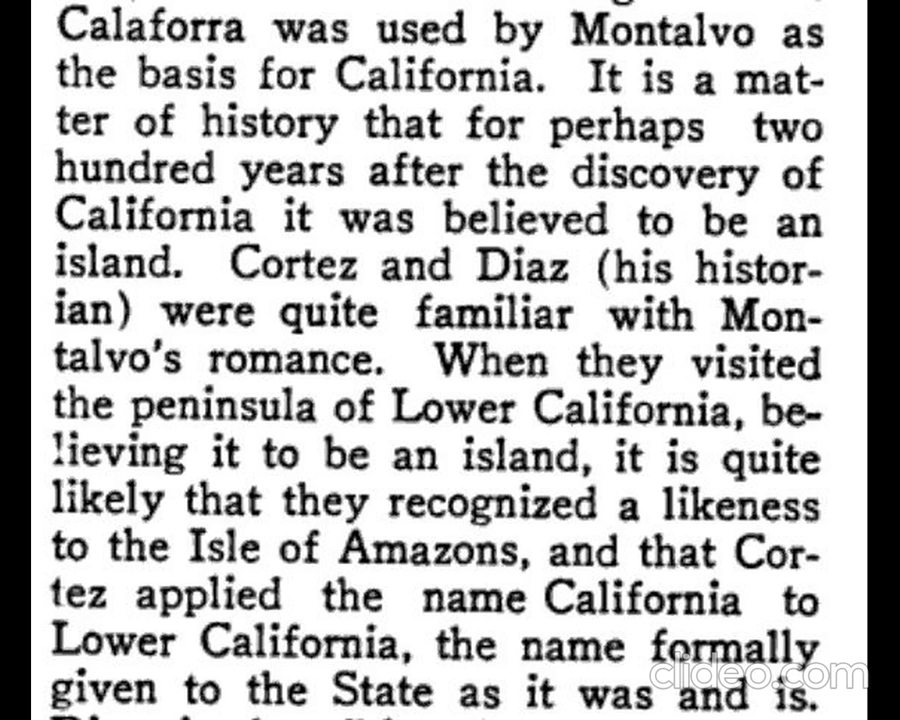 Calaforra was used by Montalvo as
the basis for California. It is a mat-
ter of history that for perhaps two
hundred years after the discovery of
California it was believed to be an
island. Cortez and Diaz (his histor-
ian) were quite familiar with Mon-
talvo's romance. When they visited
the peninsula of Lower California, be-
lieving it to be an island, it is quite
likely that they recognized a likeness
to the Isle of Amazons, and that Cor-
tez applied the name California to
Lower California, the name formally
given to the State as it was and is.
clideo.com